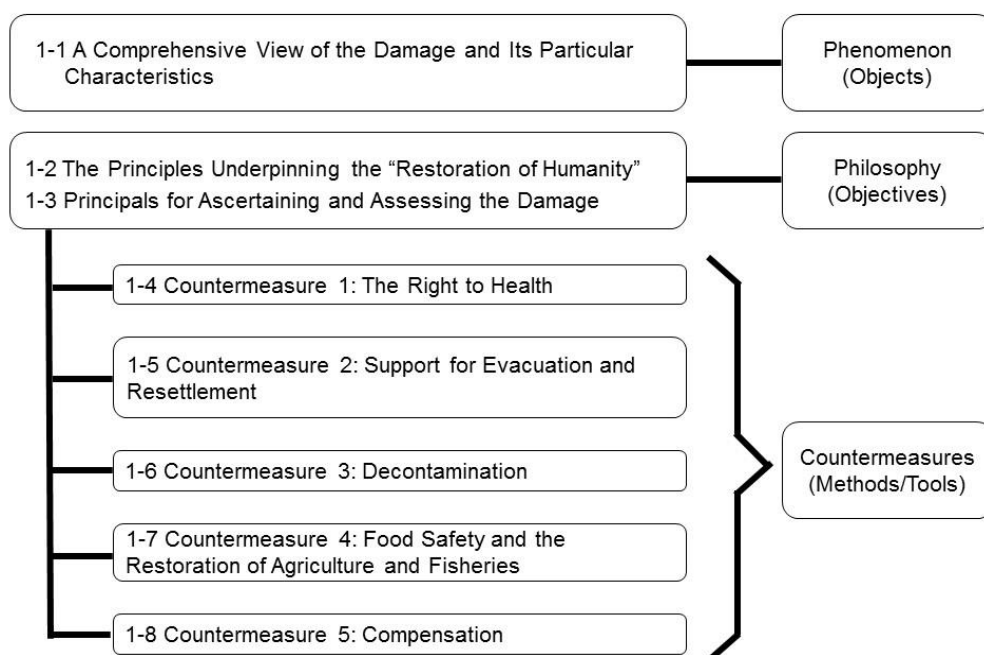 1-1 A Comprehensive View of the Damage and Its Particular
Characteristics
Phenomenon
(Objects)
1-2 The Principles Underpinning the “Restoration of Humanity”
1-3 Principals for Ascertaining and Assessing the Damage
Philosophy
(Objectives)
1-4 Countermeasure 1: The Right to Health
1-5 Countermeasure 2: Support for Evacuation and
Resettlement
1-6 Countermeasure 3: Decontamination
1-7 Countermeasure 4: Food Safety and the
Restoration of Agriculture and Fisheries
1-8 Countermeasure 5: Compensation
Countermeasures
(Methods/Tools)